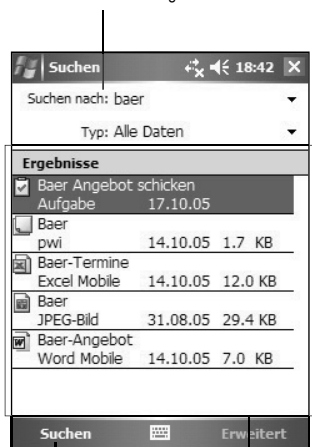 Suchen 18:42
Suchen nach: baer
Typ: Alle Daten
Ergebnisse
Baer Angebot schicken
Aufgabe 17.10.05
Baer
pwi 14.10.05 1.7 KB
Baer-Termine
Excel Mobile 14.10.05 12.0 KB
Baer
JPEG-Bild 31.08.05 29.4 KB
Baer-Angebot
Word Mobile 14.10.05 7.0 KB
Suchen Erweitert